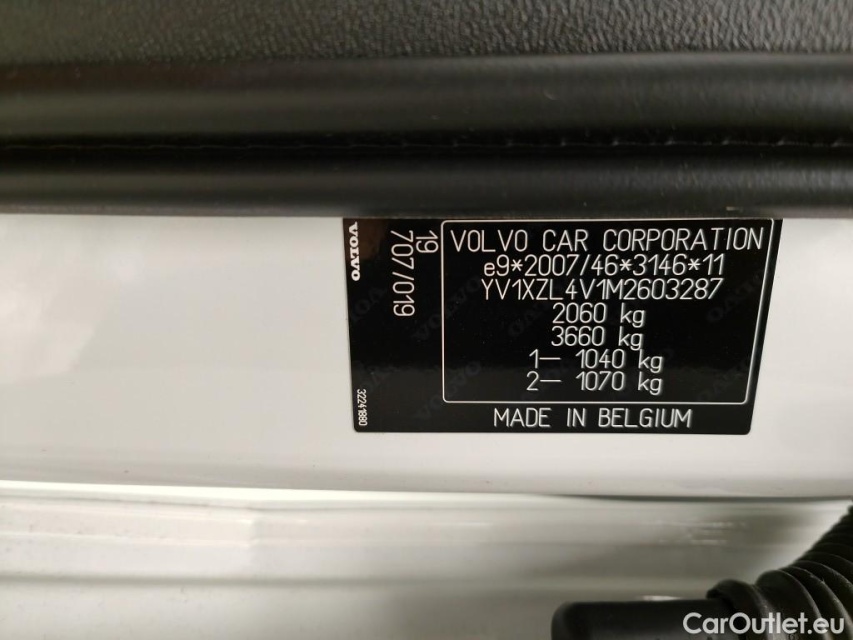 VOLVO
19
707/019
32241880
VOLVO CAR CORPORATION
e9*2007/46*3146*11
YV1XZL4V1M2603287
2060 kg
3660 kg
1– 1040 kg
2– 1070 kg
MADE IN BELGIUM
CarOutlet.eu